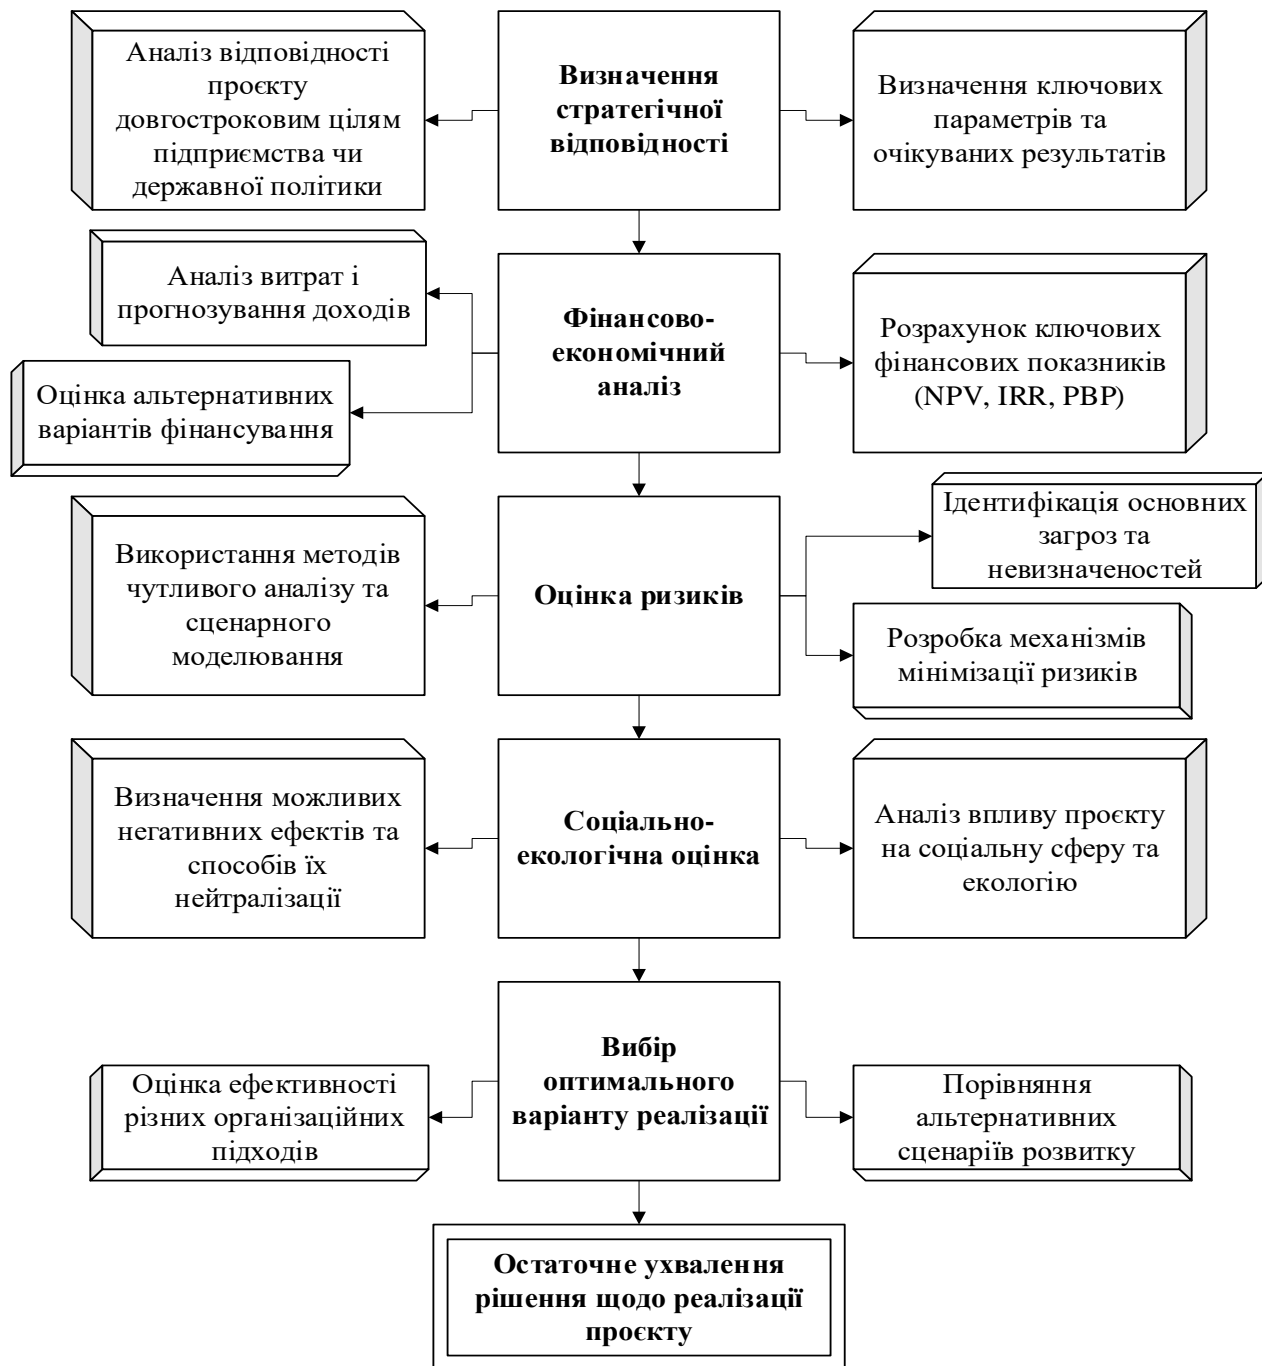 Аналіз відповідності
проєкту
довгостроковим цілям
підприємства чи
державної політики
Визначення
стратегічної
відповідності
Визначення ключових
параметрів та
очікуваних результатів
Аналіз витрат і
прогнозування доходів
Оцінка альтернативних
варіантів фінансування
Фінансово-
економічний
аналіз
Розрахунок ключових
фінансових показників
(NPV, IRR, PBP)
Використання методів
чутливого аналізу та
сценарного
моделювання
Оцінка ризиків
Ідентифікація основних
загроз та
невизначеностей
Розробка механізмів
мінімізації ризиків
Визначення можливих
негативних ефектів та
способів їх
нейтралізації
Соціально-
екологічна оцінка
Аналіз впливу проєкту
на соціальну сферу та
екологію
Оцінка ефективності
різних організаційних
підходів
Вибір
оптимального
варіанту реалізації
Порівняння
альтернативних
сценаріїв розвитку
Остаточне ухвалення
рішення щодо реалізації
проєкту